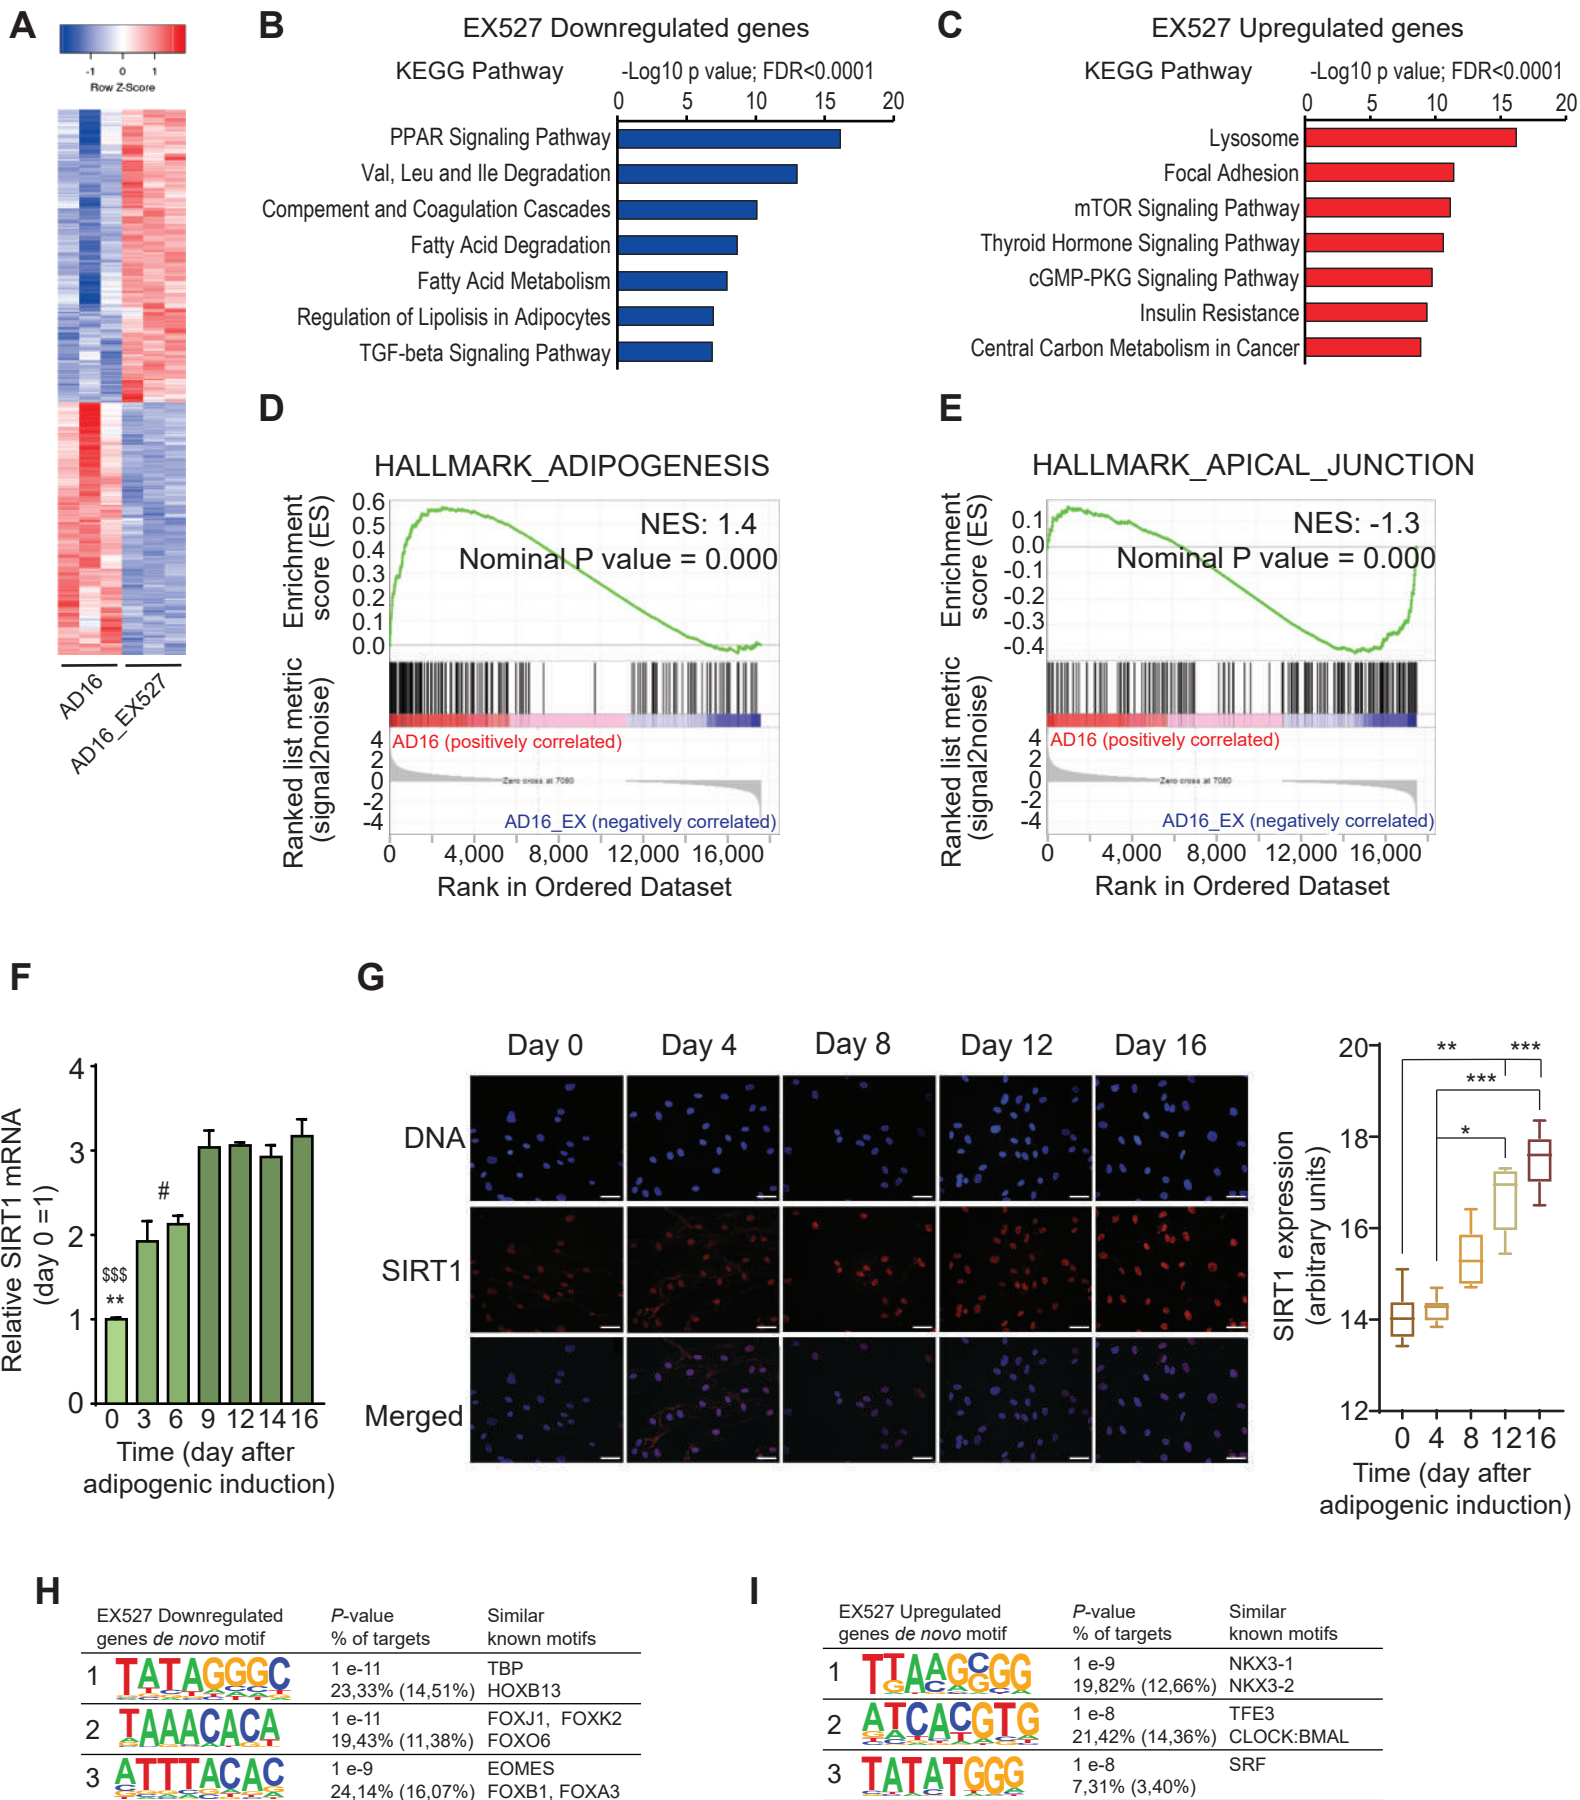 A
-1 0 1
Row Z-Score
AD16
AD16_EX527
B
EX527 Downregulated genes
KEGG Pathway
-Log10 p value; FDR<0.0001
0 5 10 15 20
PPAR Signaling Pathway
Val, Leu and Ile Degradation
Compement and Coagulation Cascades
Fatty Acid Degradation
Fatty Acid Metabolism
Regulation of Lipolisis in Adipocytes
TGF-beta Signaling Pathway
C
EX527 Upregulated genes
KEGG Pathway
-Log10 p value; FDR<0.0001
0 5 10 15 20
Lysosome
Focal Adhesion
mTOR Signaling Pathway
Thyroid Hormone Signaling Pathway
cGMP-PKG Signaling Pathway
Insulin Resistance
Central Carbon Metabolism in Cancer
D
HALLMARK_ADIPOGENESIS
Enrichment
score (ES)
0.6
0.5
0.4
0.3
0.2
0.1
0.0
NES: 1.4
Nominal P value = 0.000
Ranked list metric
(signal2noise)
4
2
0
-2
-4
AD16 (positively correlated)
Zero cross at 7080
AD16_EX (negatively correlated)
0 4,000 8,000 12,000 16,000
Rank in Ordered Dataset
E
HALLMARK_APICAL_JUNCTION
Enrichment
score (ES)
0.1
0.0
-0.1
-0.2
-0.3
-0.4
NES: -1.3
Nominal P value = 0.000
Ranked list metric
(signal2noise)
4
2
0
-2
-4
AD16 (positively correlated)
Zero cross at 7080
AD16_EX (negatively correlated)
0 4,000 8,000 12,000 16,000
Rank in Ordered Dataset
F
Relative SIRT1 mRNA
(day 0 =1)
4
3
2
1
0
$$$
**
#
0 3 6 9 12 14 16
Time (day after
adipogenic induction)
G
Day 0 Day 4 Day 8 Day 12 Day 16
DNA
SIRT1
Merged
SIRT1 expression
(arbitrary units)
20
18
16
14
12
** ***
***
*
0 4 8 12 16
Time (day after
adipogenic induction)
H
EX527 Downregulated
genes de novo motif
P-value
% of targets
Similar
known motifs
1 TATAGGGC
1 e-11
23,33% (14,51%)
TBP
HOXB13
2 TAAACACA
1 e-11
19,43% (11,38%)
FOXJ1, FOXK2
FOXO6
3 ATTTACAC
1 e-9
24,14% (16,07%)
EOMES
FOXB1, FOXA3
I
EX527 Upregulated
genes de novo motif
P-value
% of targets
Similar
known motifs
1 TTAAGCGG
1 e-9
19,82% (12,66%)
NKX3-1
NKX3-2
2 ATCACGTG
1 e-8
21,42% (14,36%)
TFE3
CLOCK:BMAL
3 TATATGGG
1 e-8
7,31% (3,40%)
SRF